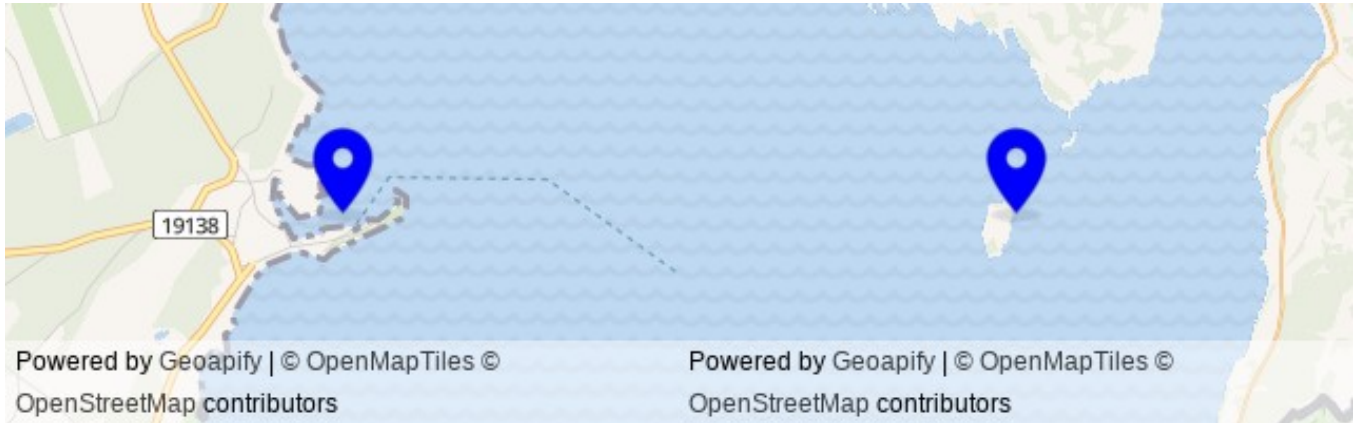 19138
Powered by Geoapify | © OpenMapTiles ©
OpenStreetMap contributors
Powered by Geoapify | © OpenMapTiles ©
OpenStreetMap contributors